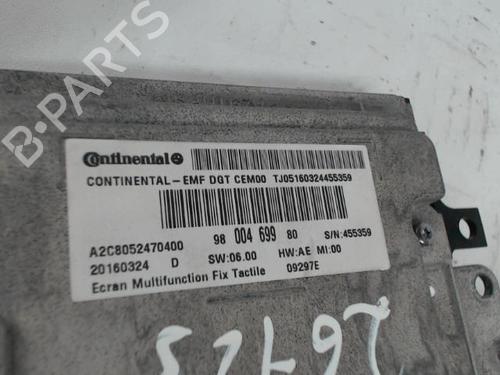 B-PARTS
Continental
CONTINENTAL-EMF DGT CEM00 TJ05160324455359
A2C8052470400 98 004 699 80 S/N:455359
20160324 D SW:06.00 HW:AE MI:00
Ecran Multifunction Fix Tactile 09297E